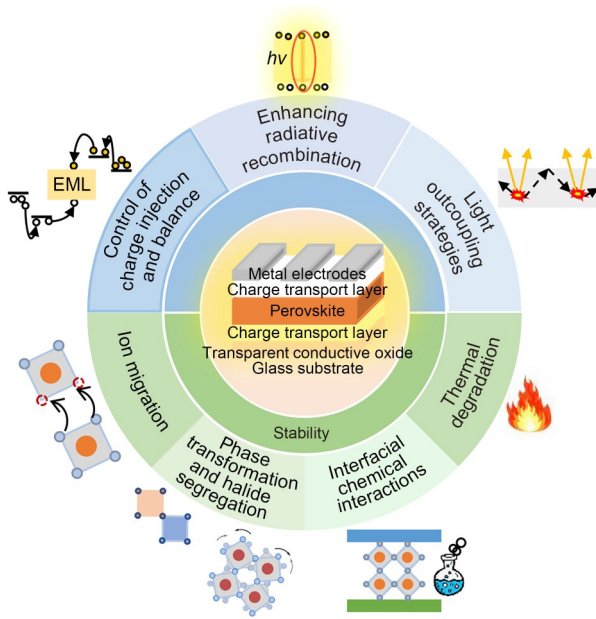 hv
Enhancing
radiative
recombination
EML
Control of
charge injection
and balance
Light
outcoupling
strategies
Metal electrodes
Charge transport layer
Perovskite
Charge transport layer
Transparent conductive oxide
Glass substrate
Ion migration
Stability
Thermal
degradation
Phase
transformation
and halide
segregation
Interfacial
chemical
interactions